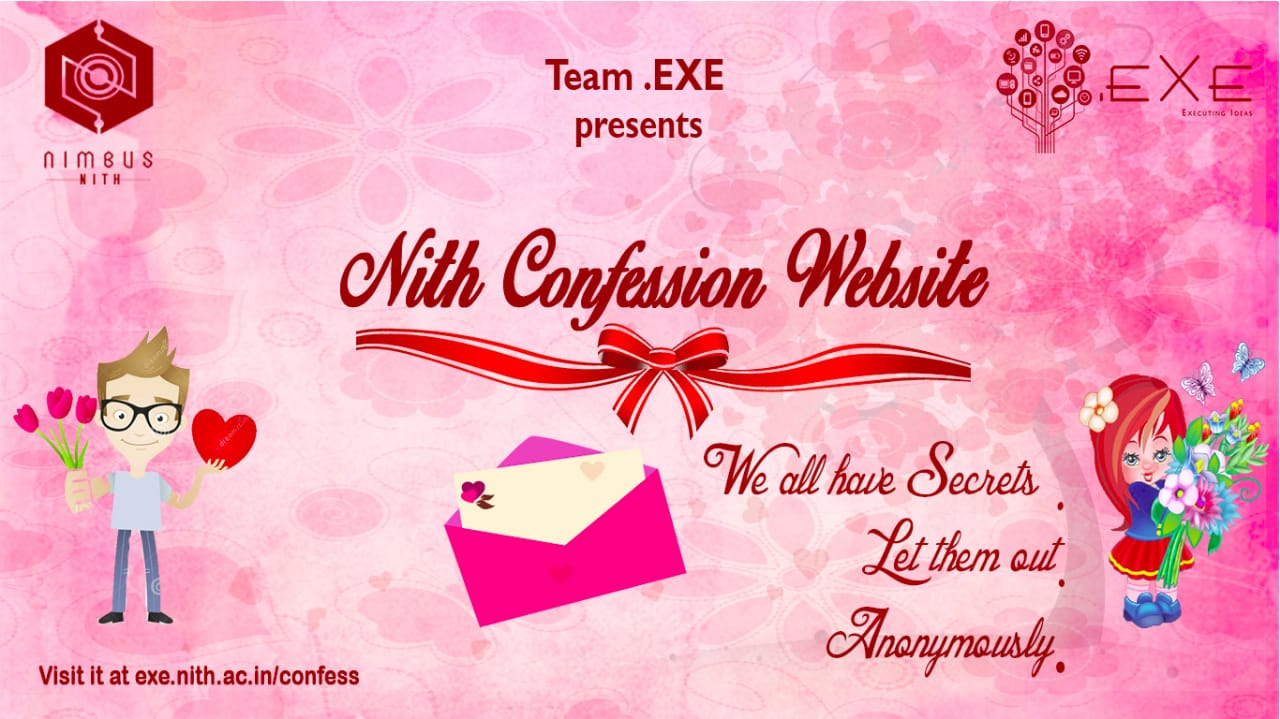 NIMBUS
NITH
Team .EXE
presents
.EXE
EXECUTING IDEAS
Nith Confession Website
We all have Secrets .
Let them out .
Anonymously.
Visit it at exe.nith.ac.in/confess